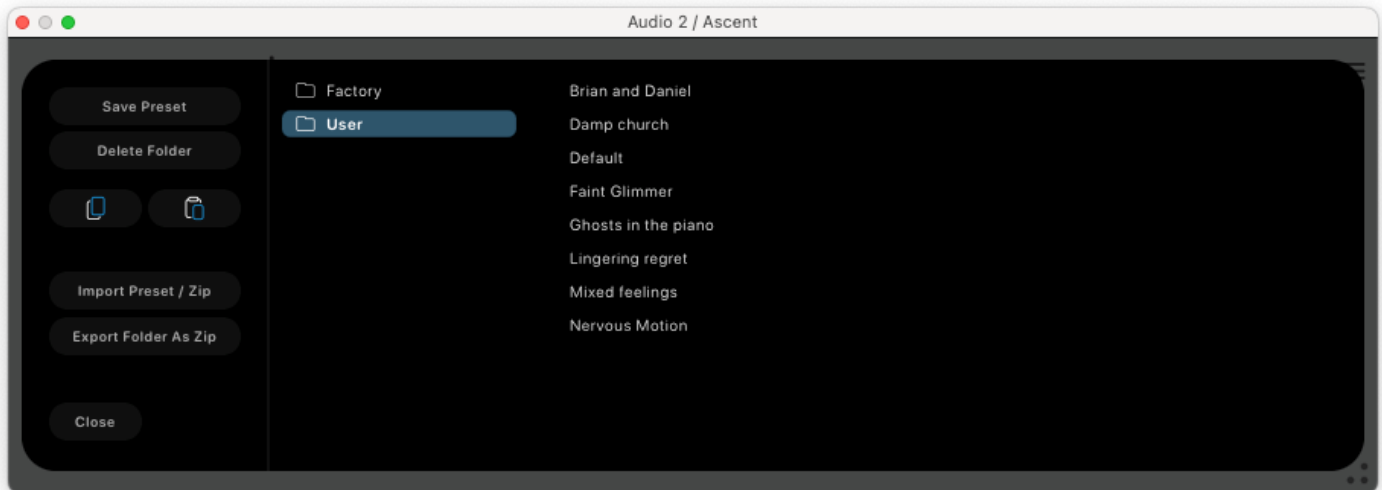 Audio 2 / Ascent
Save Preset
Delete Folder
Import Preset / Zip
Export Folder As Zip
Close
Factory
User
Brian and Daniel
Damp church
Default
Faint Glimmer
Ghosts in the piano
Lingering regret
Mixed feelings
Nervous Motion